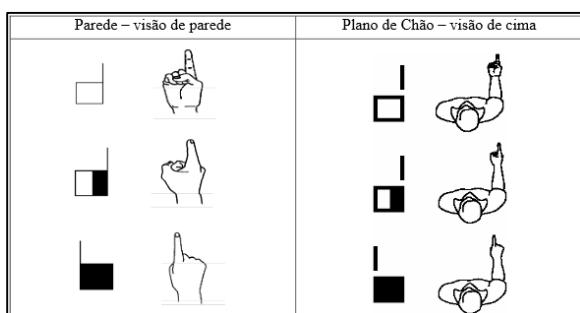 Parede – visão de parede
Plano de Chão – visão de cima